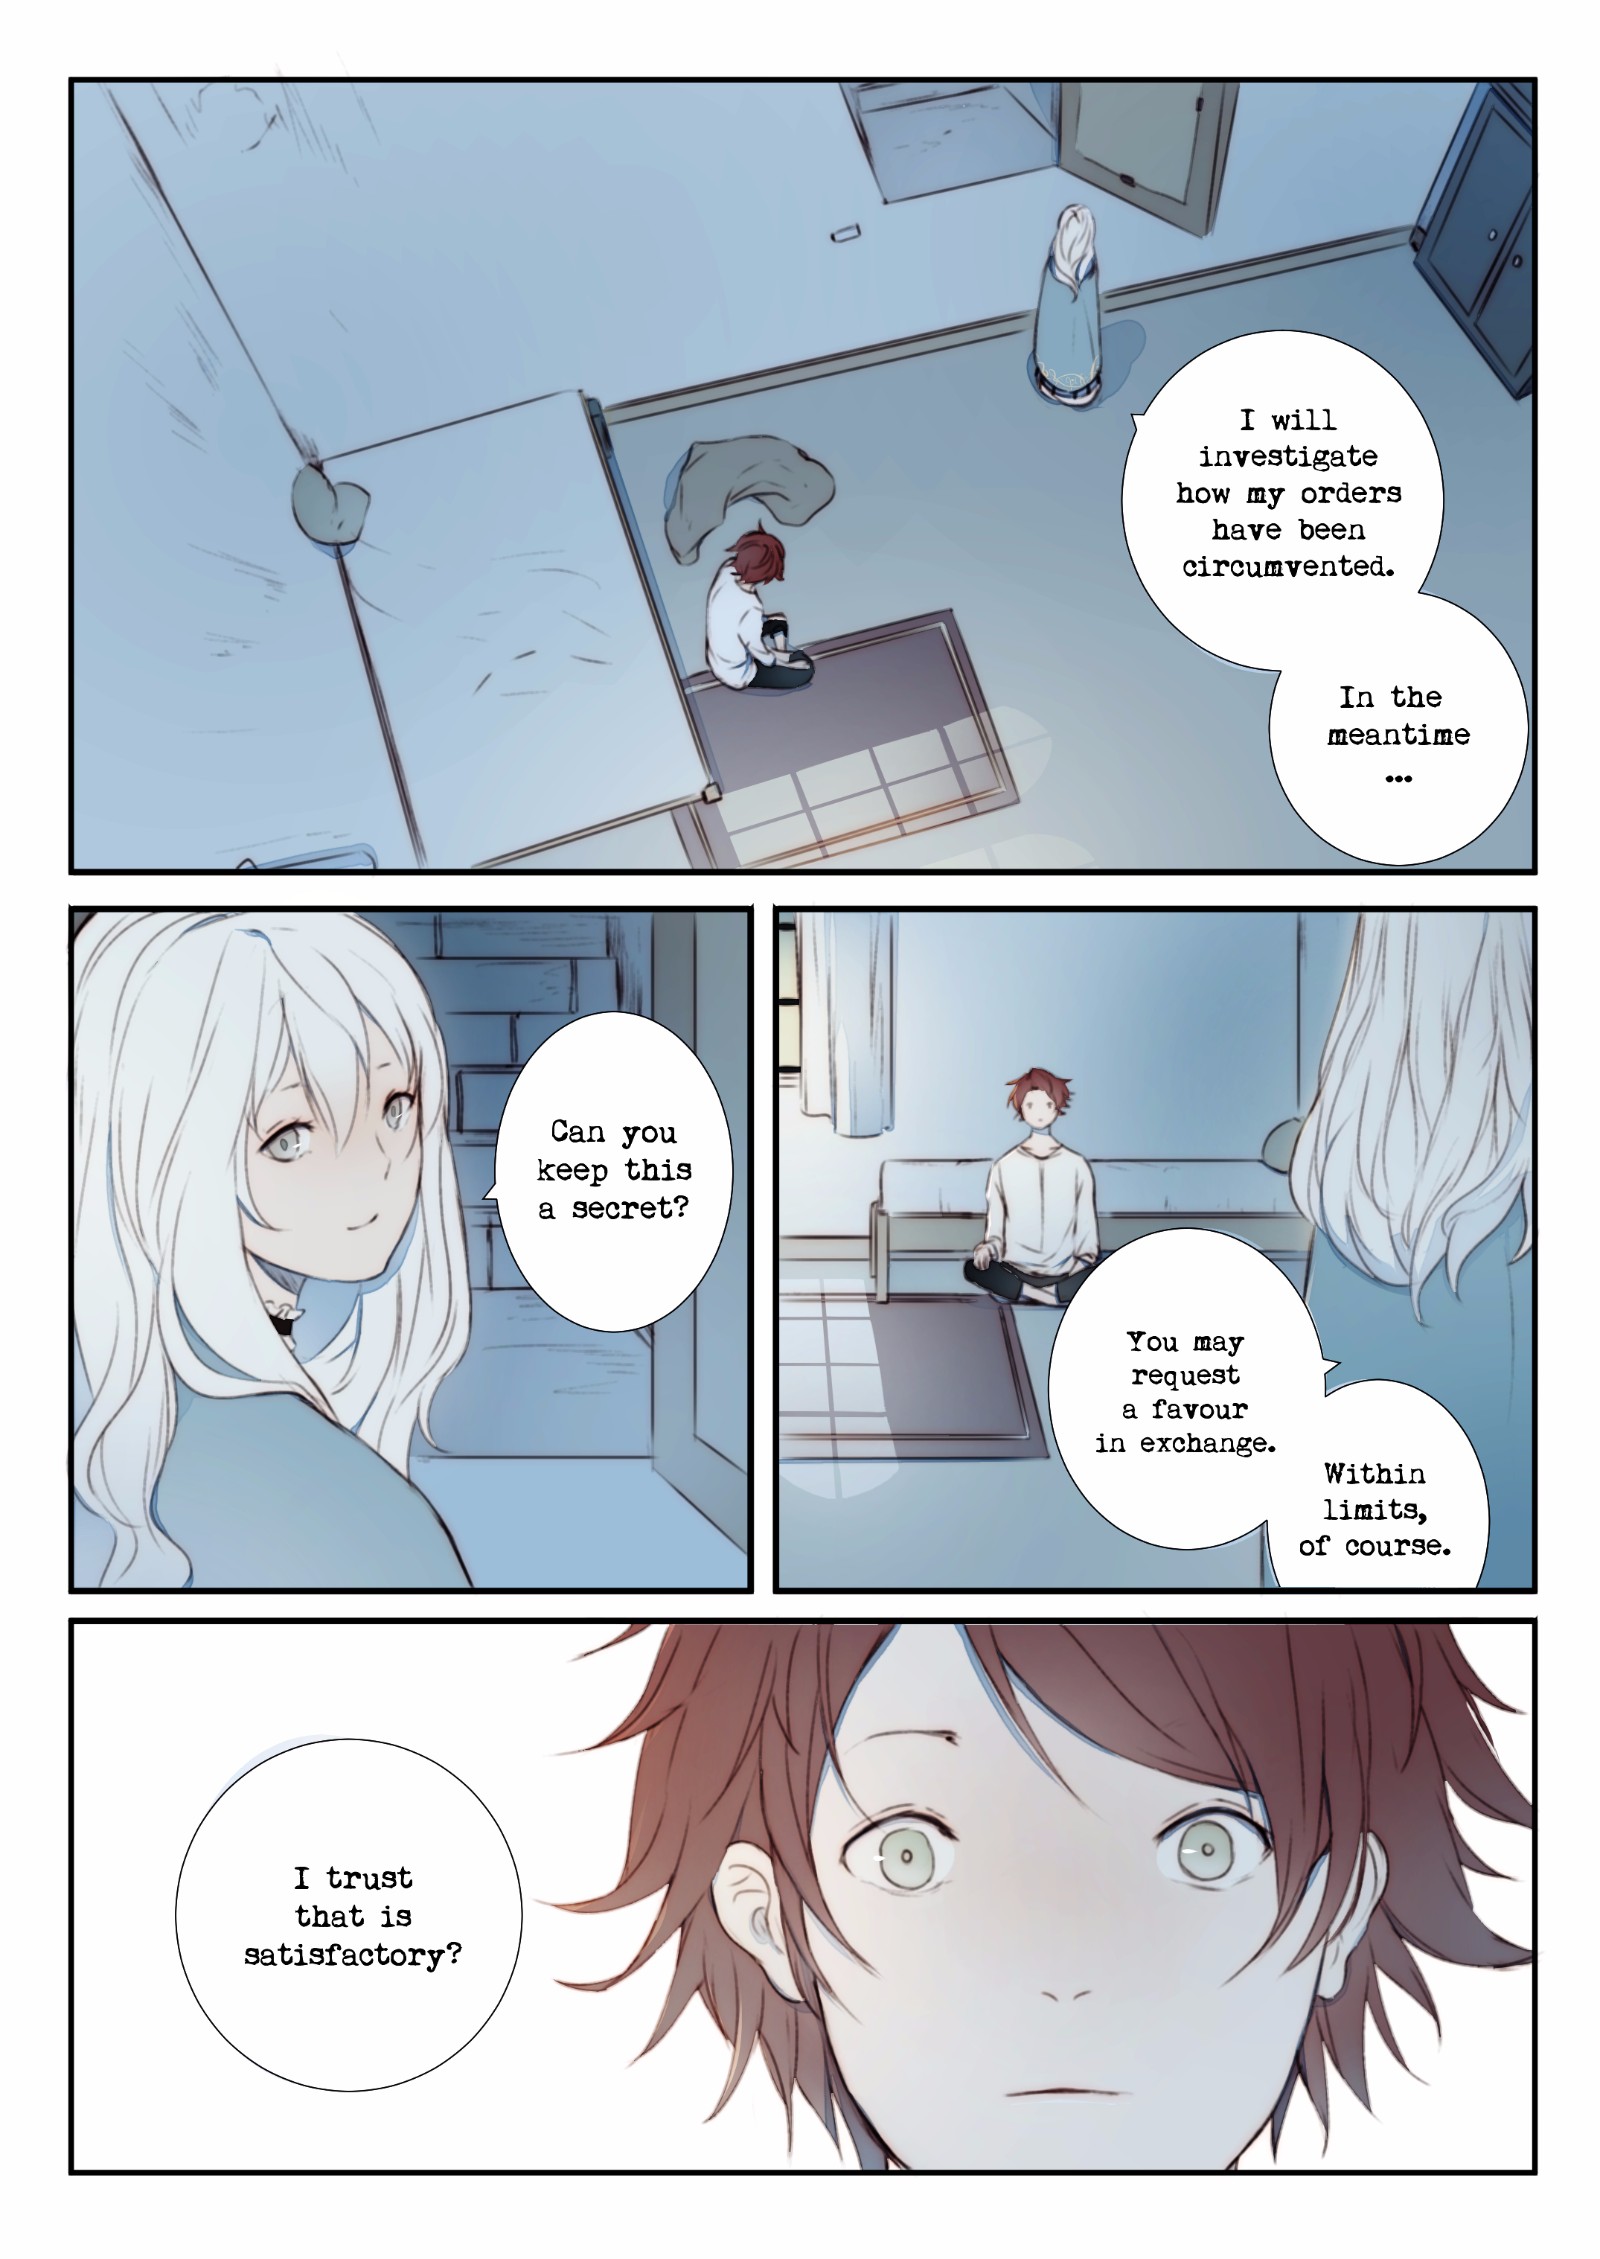 I will
investigate
how my orders
have been
circumvented.
In the
meantime
...
Can you
keep this
a secret?
You may
request
a favour
in exchange.
Within
limits,
of course.
I trust
that is
satisfactory?